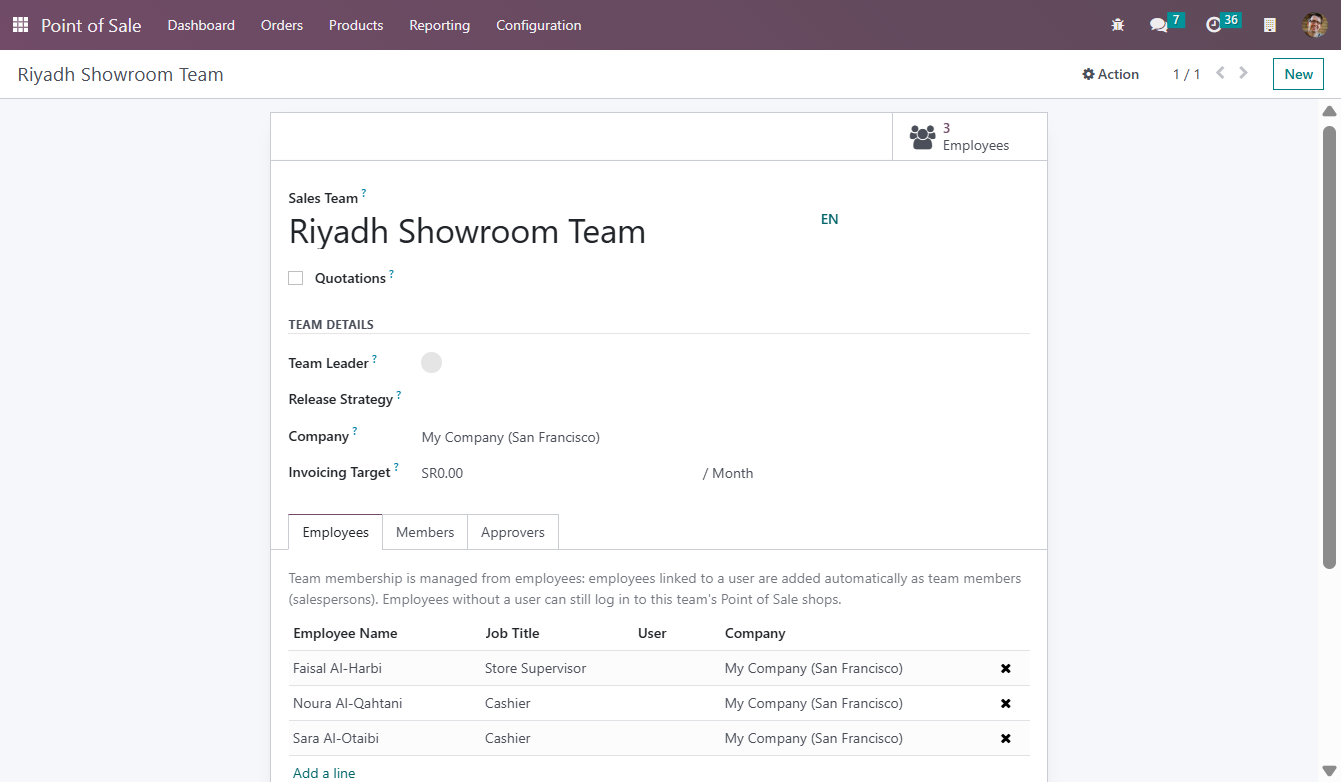 Point of Sale Dashboard Orders Products Reporting Configuration 7 36
Riyadh Showroom Team Action 1 / 1 New
3
Employees
Sales Team ?
Riyadh Showroom Team EN
Quotations ?
TEAM DETAILS
Team Leader ?
Release Strategy ?
Company ? My Company (San Francisco)
Invoicing Target ? SR0.00 / Month
Employees Members Approvers
Team membership is managed from employees: employees linked to a user are added automatically as team members
(salespersons). Employees without a user can still log in to this team's Point of Sale shops.
Employee Name Job Title User Company
Faisal Al-Harbi Store Supervisor My Company (San Francisco)
Noura Al-Qahtani Cashier My Company (San Francisco)
Sara Al-Otaibi Cashier My Company (San Francisco)
Add a line